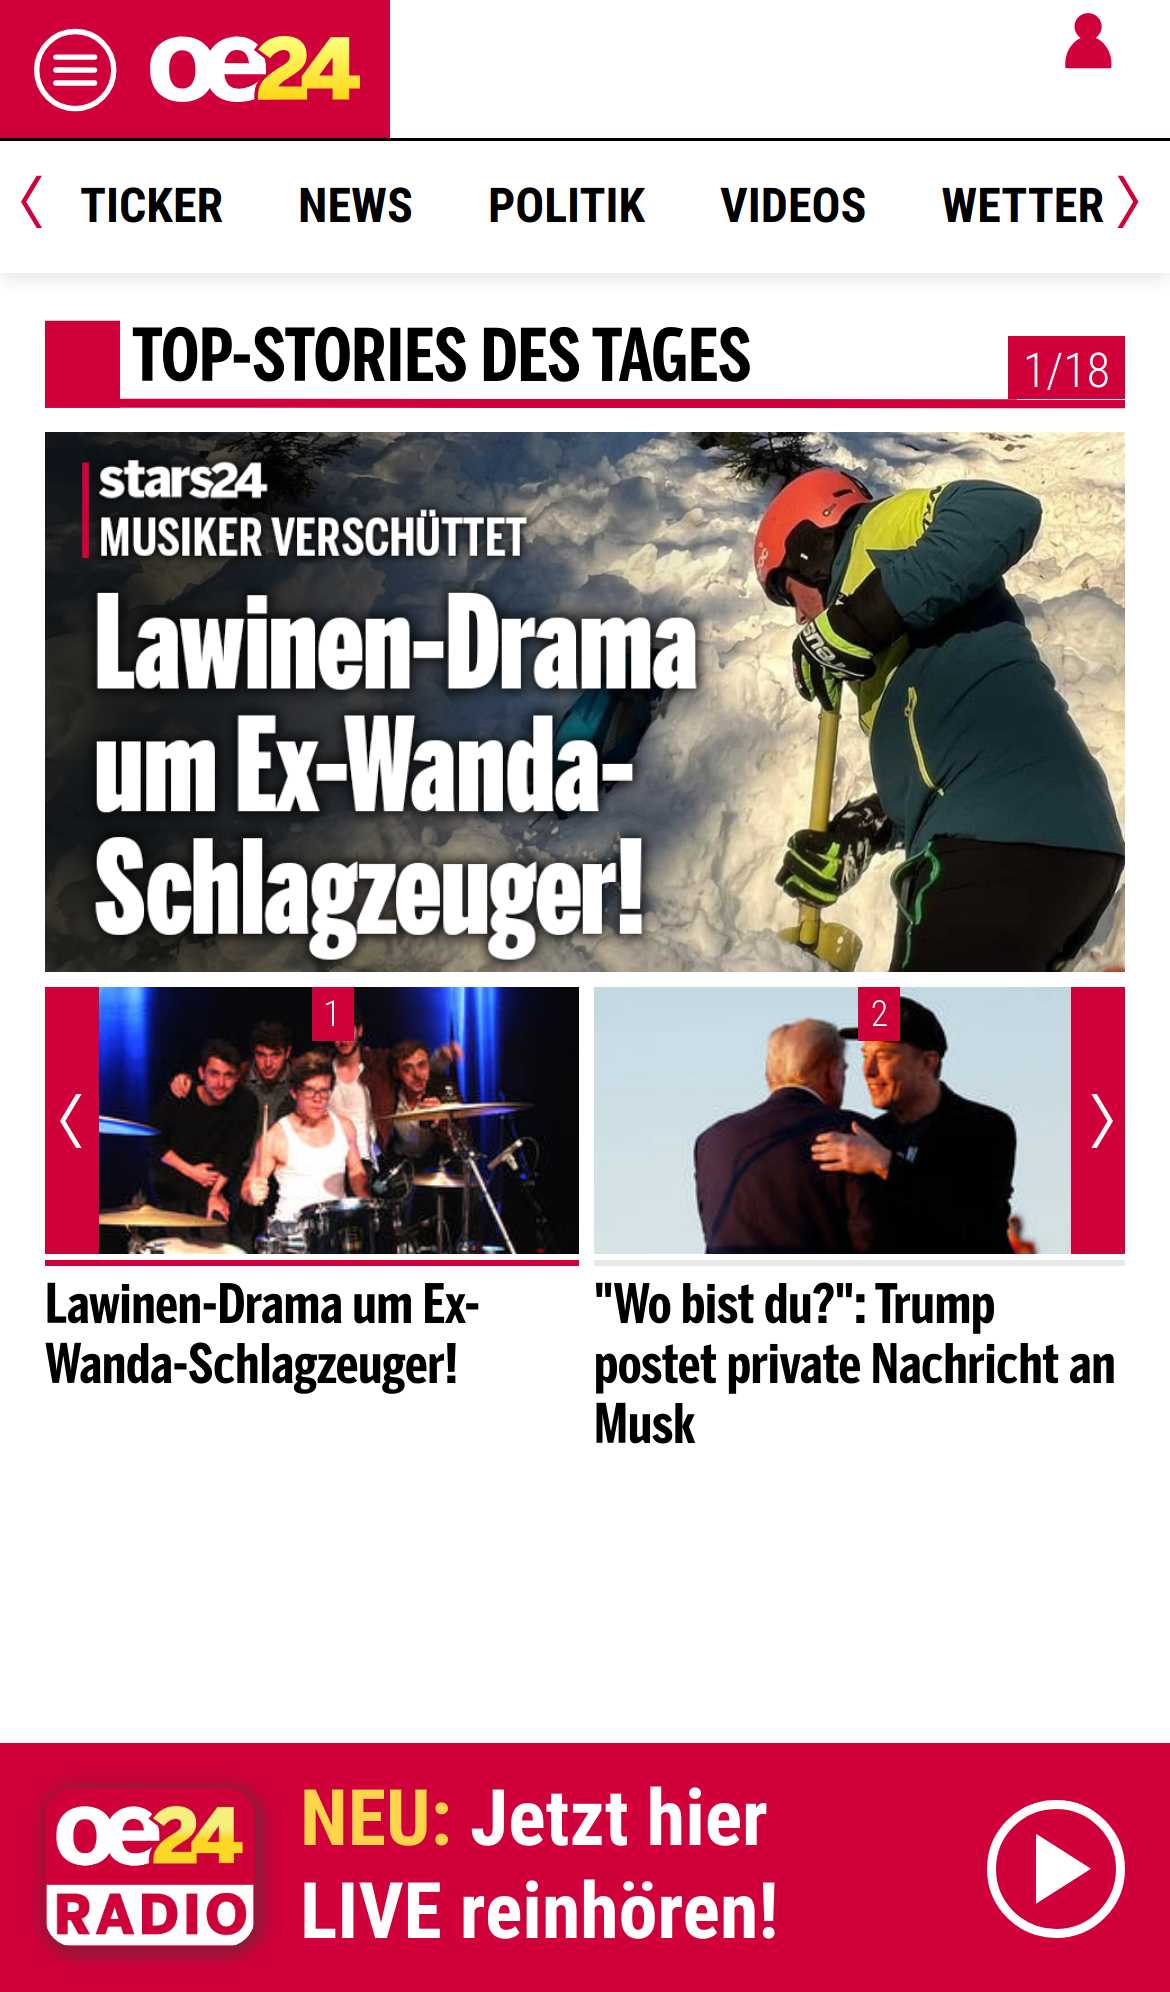 oe24
TICKER NEWS POLITIK VIDEOS WETTER
TOP-STORIES DES TAGES
1/18
stars24
MUSIKER VERSCHÜTTET
Lawinen-Drama
um Ex-Wanda-
Schlagzeuger!
1
Lawinen-Drama um Ex-
Wanda-Schlagzeuger!
2
"Wo bist du?": Trump
postet private Nachricht an
Musk
oe24
RADIO
NEU: Jetzt hier
LIVE reinhören!